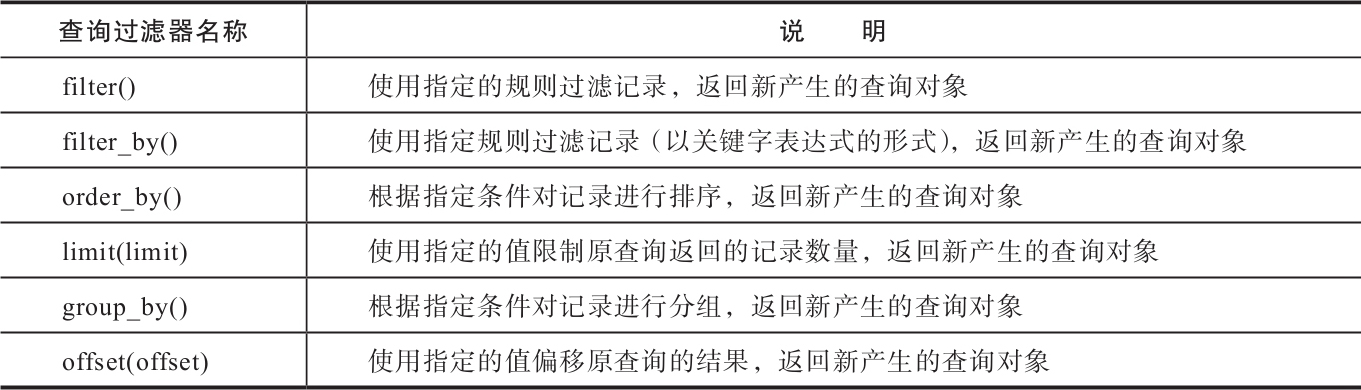 查询过滤器名称 说 明
filter() 使用指定的规则过滤记录，返回新产生的查询对象
filter_by() 使用指定规则过滤记录（以关键字表达式的形式），返回新产生的查询对象
order_by() 根据指定条件对记录进行排序，返回新产生的查询对象
limit(limit) 使用指定的值限制原查询返回的记录数量，返回新产生的查询对象
group_by() 根据指定条件对记录进行分组，返回新产生的查询对象
offset(offset) 使用指定的值偏移原查询的结果，返回新产生的查询对象